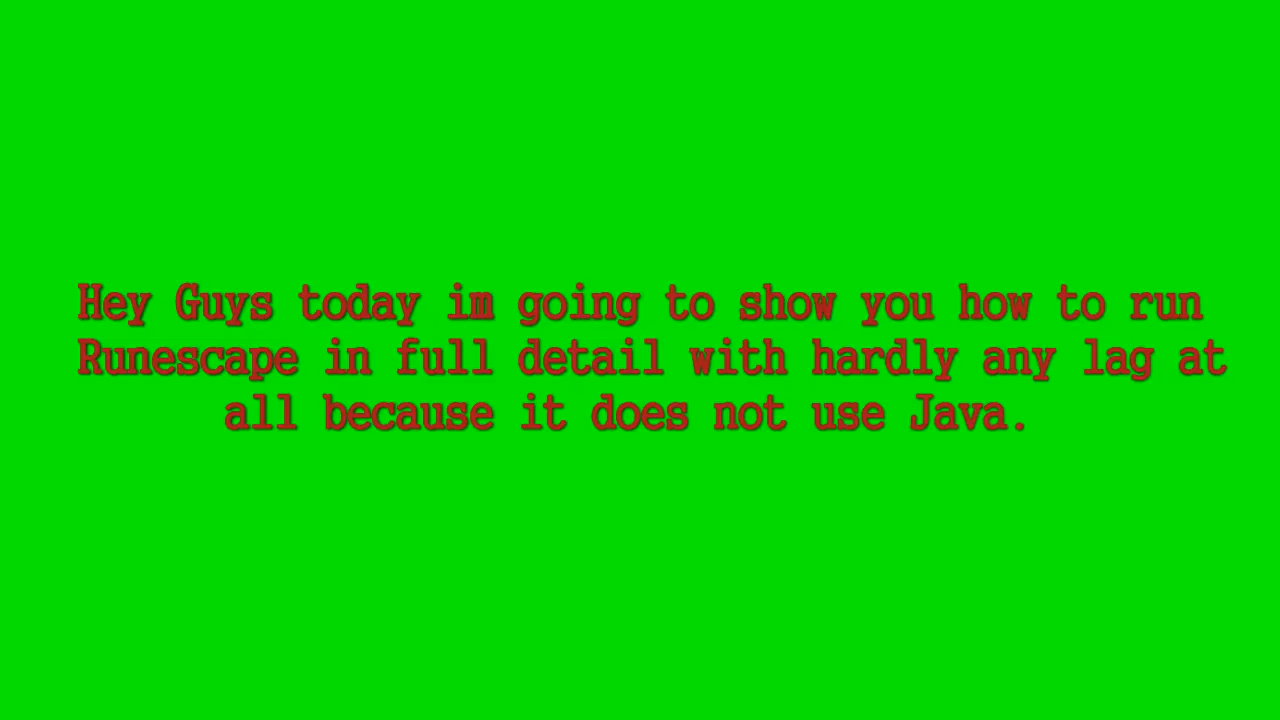 Hey Guys today im going to show you how to run
Runescape in full detail with hardly any lag at
all because it does not use Java.